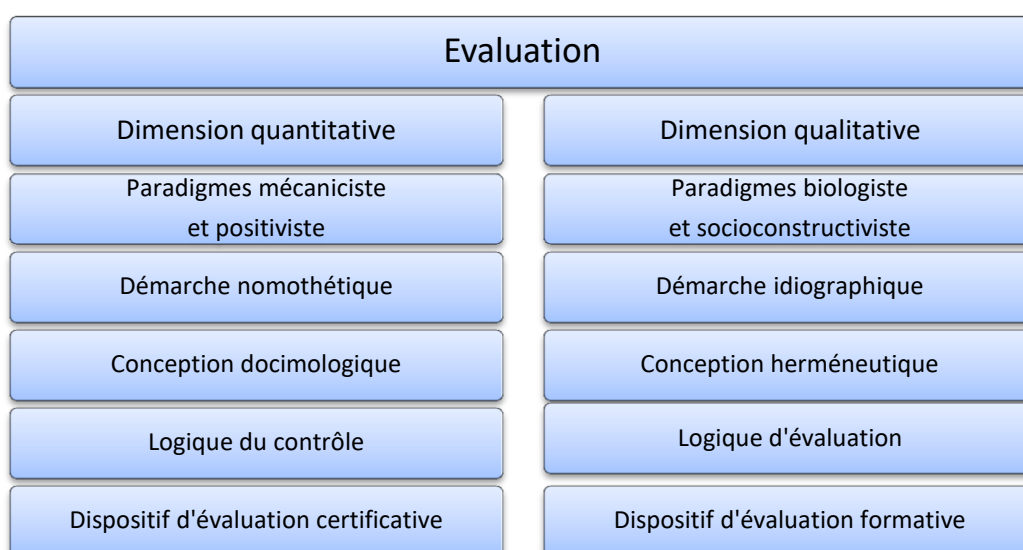 Evaluation
Dimension quantitative
Dimension qualitative
Paradigmes mécaniciste
et positiviste
Paradigmes biologiste
et socioconstructiviste
Démarche nomothétique
Démarche idiographique
Conception docimologique
Conception herméneutique
Logique du contrôle
Logique d'évaluation
Dispositif d'évaluation certificative
Dispositif d'évaluation formative